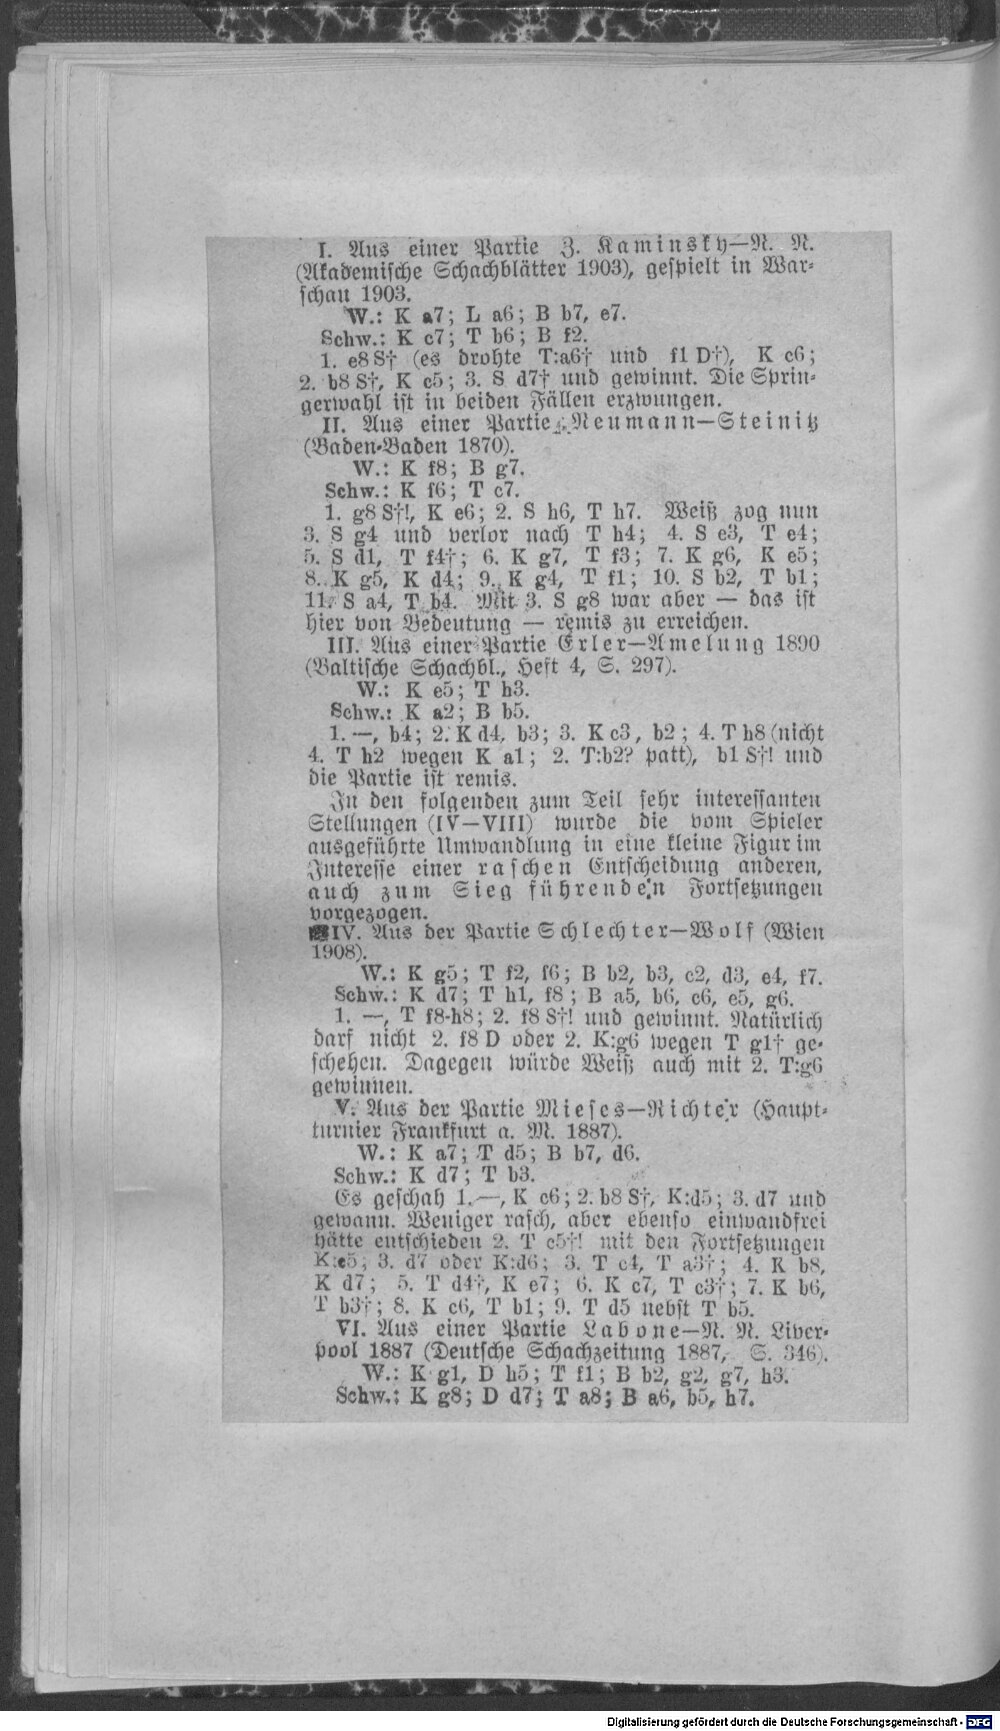 I. Aus einer Partie J. Kaminsky—N. N.
(Akademische Schachblätter 1903), gespielt in War-
schau 1903.
W.: K a7; L a6; B b7, e7.
Schw.: K c7; T b6; B f2.
1. e8 S† (es drohte T:a6† und f1 D†), K c6;
2. b8 S†, K c5; 3. S d7† und gewinnt. Die Sprin-
gerwahl ist in beiden Fällen erzwungen.
II. Aus einer Partie Neumann—Steinitz
(Baden-Baden 1870).
W.: K f8; B g7.
Schw.: K f6; T c7.
1. g8 S†!, K e6; 2. S h6, T h7. Weiß zog nun
3. S g4 und verlor nach T h4; 4. S e3, T e4;
5. S d1, T f4†; 6. K g7, T f3; 7. K g6, K e5;
8. K g5, K d4; 9. K g4, T f1; 10. S b2, T b1;
11. S a4, T b4. Mit 3. S g8 war aber — das ist
hier von Bedeutung — remis zu erreichen.
III. Aus einer Partie Erler—Amelung 1890
(Baltische Schachbl., Heft 4, S. 297).
W.: K e5; T h3.
Schw.: K a2; B b5.
1. —, b4; 2. K d4, b3; 3. K c3, b2; 4. T h8 (nicht
4. T h2 wegen K a1; 2. T:b2? patt), b1 S†! und
die Partie ist remis.
In den folgenden zum Teil sehr interessanten
Stellungen (IV—VIII) wurde die vom Spieler
ausgeführte Umwandlung in eine kleine Figur im
Interesse einer raschen Entscheidung anderen,
auch zum Sieg führenden Fortsetzungen
vorgezogen.
IV. Aus der Partie Schlechter—Wolf (Wien
1908).
W.: K g5; T f2, f6; B b2, b3, c2, d3, e4, f7.
Schw.: K d7; T h1, f8; B a5, b6, c6, e5, g6.
1. —, T f8-h8; 2. f8 S†! und gewinnt. Natürlich
darf nicht 2. f8 D oder 2. K:g6 wegen T g1† ge-
schehen. Dagegen würde Weiß auch mit 2. T:g6
gewinnen.
V. Aus der Partie Mieses—Richter (Haupt-
turnier Frankfurt a. M. 1887).
W.: K a7; T d5; B b7, d6.
Schw.: K d7; T b3.
Es geschah 1. —, K c6; 2. b8 S†, K:d5; 3. d7 und
gewann. Weniger rasch, aber ebenso einwandfrei
hätte entschieden 2. T c5†! mit den Fortsetzungen
K:c5; 3. d7 oder K:d6; 3. T c4, T a3†; 4. K b8,
K d7; 5. T d4†, K e7; 6. K c7, T c3†; 7. K b6,
T b3†; 8. K c6, T b1; 9. T d5 nebst T b5.
VI. Aus einer Partie Labone—N. N. Liver-
pool 1887 (Deutsche Schachzeitung 1887, S. 346).
W.: K g1, D h5; T f1; B b2, g2, g7, h3.
Schw.: K g8; D d7; T a8; B a6, b5, h7.
Digitalisierung gefördert durch die Deutsche Forschungsgemeinschaft - DFG